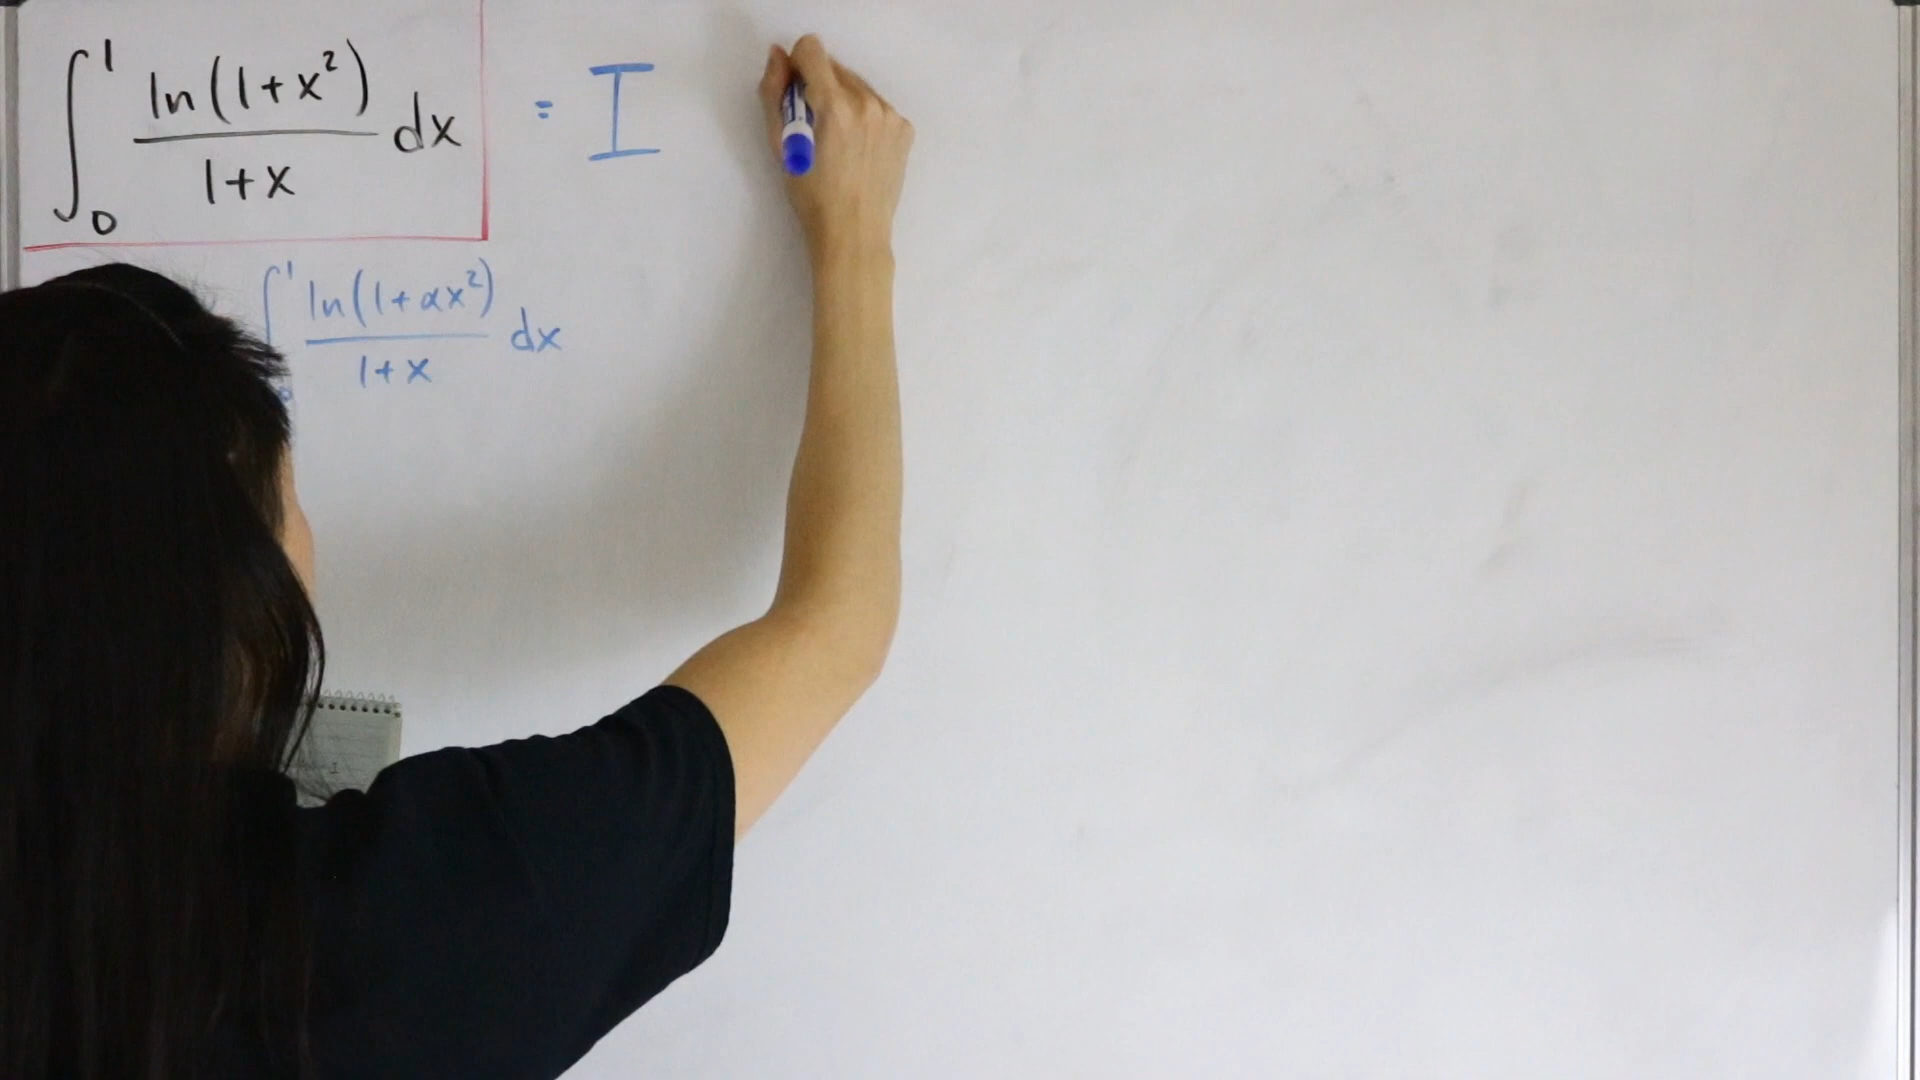 ∫₀¹ ln(1+x²)/(1+x) dx = I
∫₀¹ ln(1+αx²)/(1+x) dx